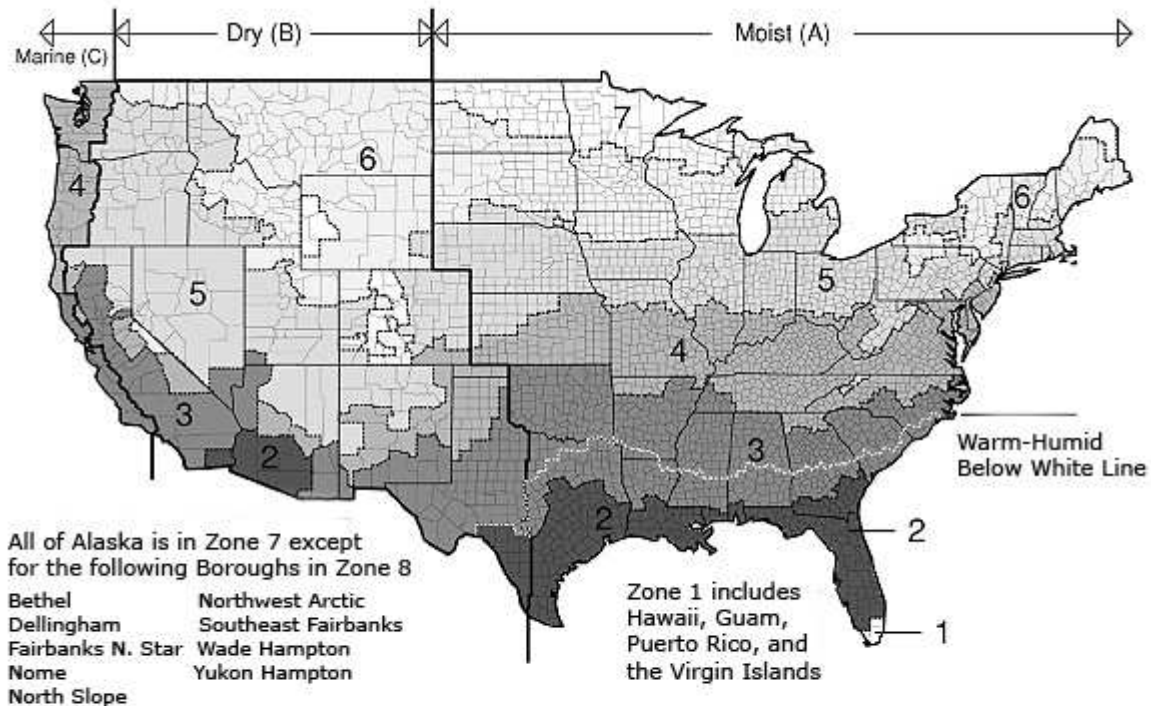 Marine (C)
Dry (B)
Moist (A)
7
6
6
4
5
5
4
3
3
2
2
Warm-Humid
Below White Line
2
1
All of Alaska is in Zone 7 except
for the following Boroughs in Zone 8
Bethel
Dellingham
Fairbanks N. Star
Nome
North Slope
Northwest Arctic
Southeast Fairbanks
Wade Hampton
Yukon Hampton
Zone 1 includes
Hawaii, Guam,
Puerto Rico, and
the Virgin Islands